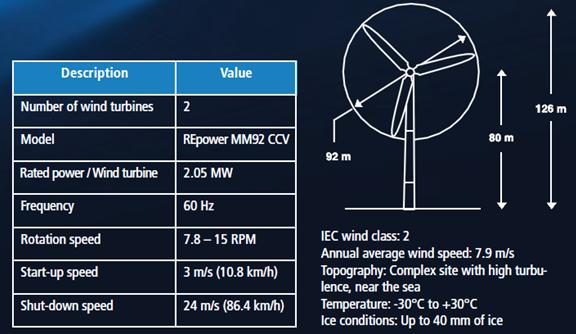 Description Value
Number of wind turbines 2
Model REpower MM92 CCV
Rated power / Wind turbine 2.05 MW
Frequency 60 Hz
Rotation speed 7.8 – 15 RPM
Start-up speed 3 m/s (10.8 km/h)
Shut-down speed 24 m/s (86.4 km/h)
126 m
80 m
92 m
IEC wind class: 2
Annual average wind speed: 7.9 m/s
Topography: Complex site with high turbu-
lence, near the sea
Temperature: -30°C to +30°C
Ice conditions: Up to 40 mm of ice